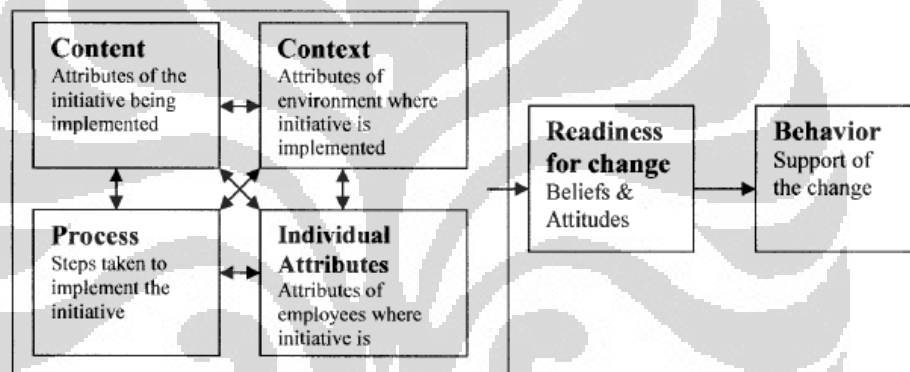 Content
Attributes of the
initiative being
implemented
Context
Attributes of
environment where
initiative is
implemented
Process
Steps taken to
implement the
initiative
Individual
Attributes
Attributes of
employees where
initiative is
Readiness
for change
Beliefs &
Attitudes
Behavior
Support of
the change